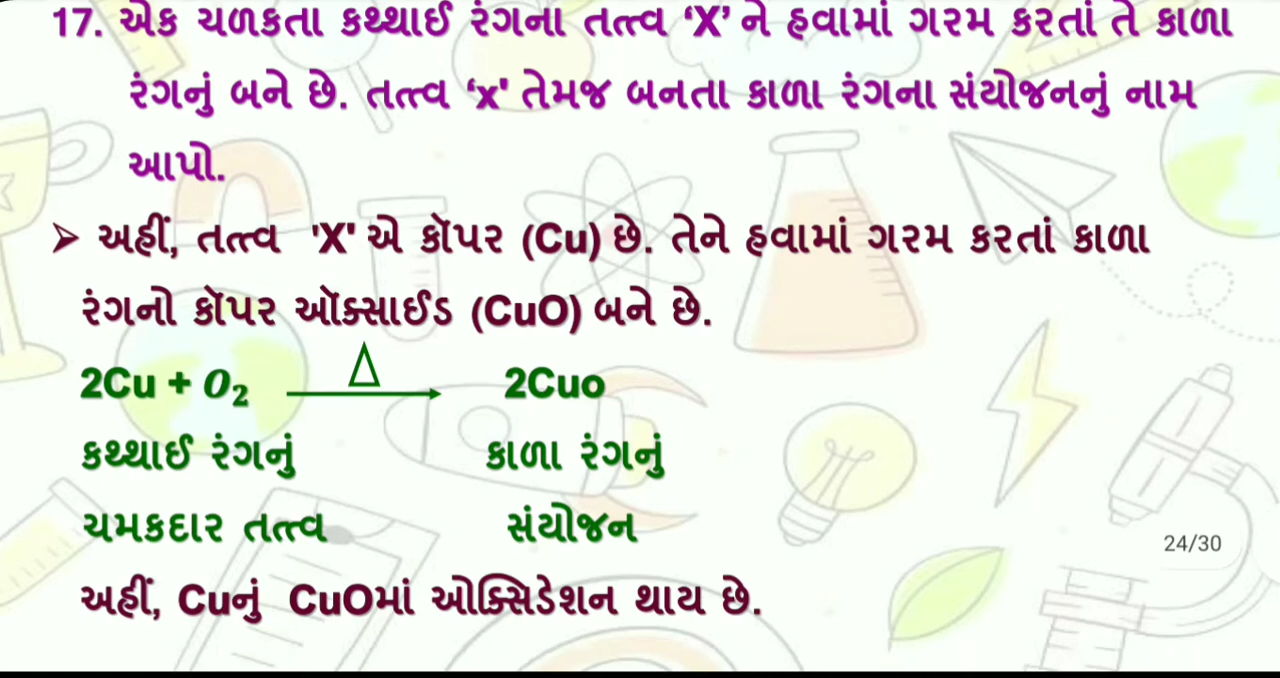 17. એક ચળકતા કથ્થાઈ રંગના તત્ત્વ ‘X’ ને હવામાં ગરમ કરતાં તે કાળા
રંગનું બને છે. તત્ત્વ ‘x' તેમજ બનતા કાળા રંગના સંયોજનનું નામ
આપો.
➢ અહીં, તત્ત્વ 'X' એ કૉપર (Cu) છે. તેને હવામાં ગરમ કરતાં કાળા
રંગનો કૉપર ઑક્સાઈડ (CuO) બને છે.
2Cu + O₂ —Δ→ 2Cuo
કથ્થાઈ રંગનું કાળા રંગનું
ચમકદાર તત્ત્વ સંયોજન
24/30
અહીં, Cuનું CuOમાં ઓક્સિડેશન થાય છે.